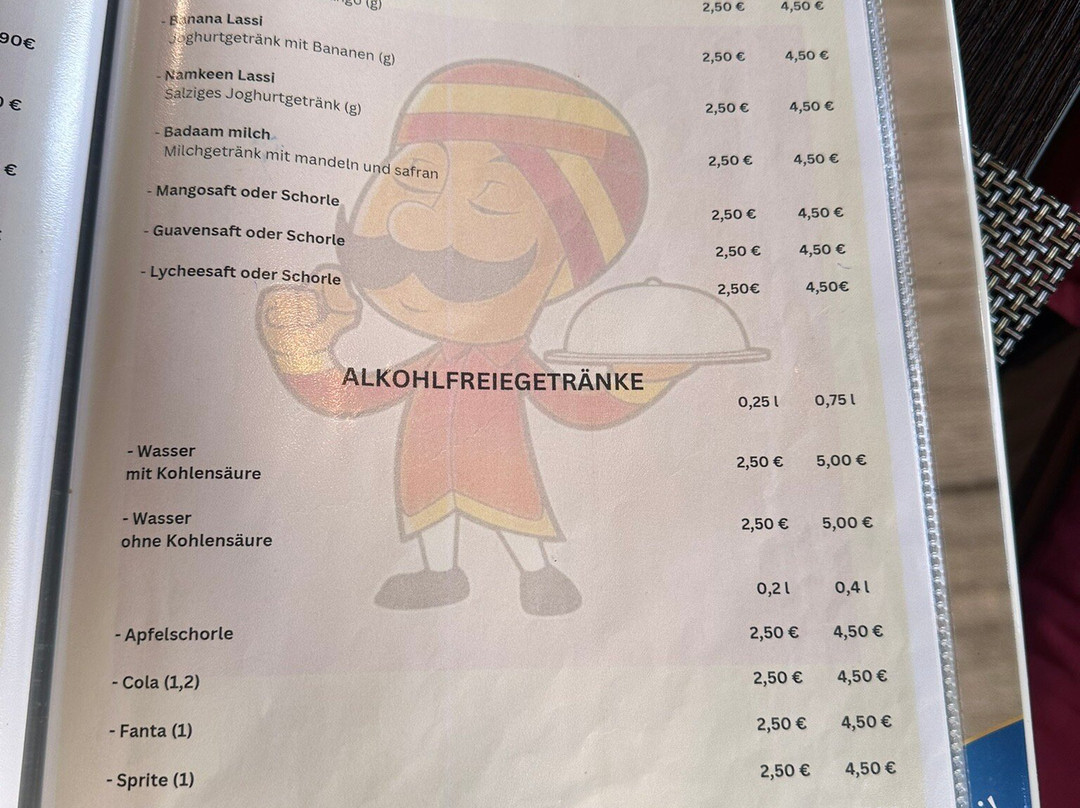 (g) 2,50 € 4,50 €
- Banana Lassi
Joghurtgetränk mit Bananen (g) 2,50 € 4,50 €
- Namkeen Lassi
Salziges Joghurtgetränk (g) 2,50 € 4,50 €
- Badaam milch
Milchgetränk mit mandeln und safran 2,50 € 4,50 €
- Mangosaft oder Schorle 2,50 € 4,50 €
- Guavensaft oder Schorle 2,50 € 4,50 €
- Lycheesaft oder Schorle 2,50€ 4,50€
ALKOHLFREIEGETRÄNKE
0,25 l 0,75 l
- Wasser
mit Kohlensäure 2,50 € 5,00 €
- Wasser
ohne Kohlensäure 2,50 € 5,00 €
0,2 l 0,4 l
- Apfelschorle 2,50 € 4,50 €
- Cola (1,2) 2,50 € 4,50 €
- Fanta (1) 2,50 € 4,50 €
- Sprite (1) 2,50 € 4,50 €